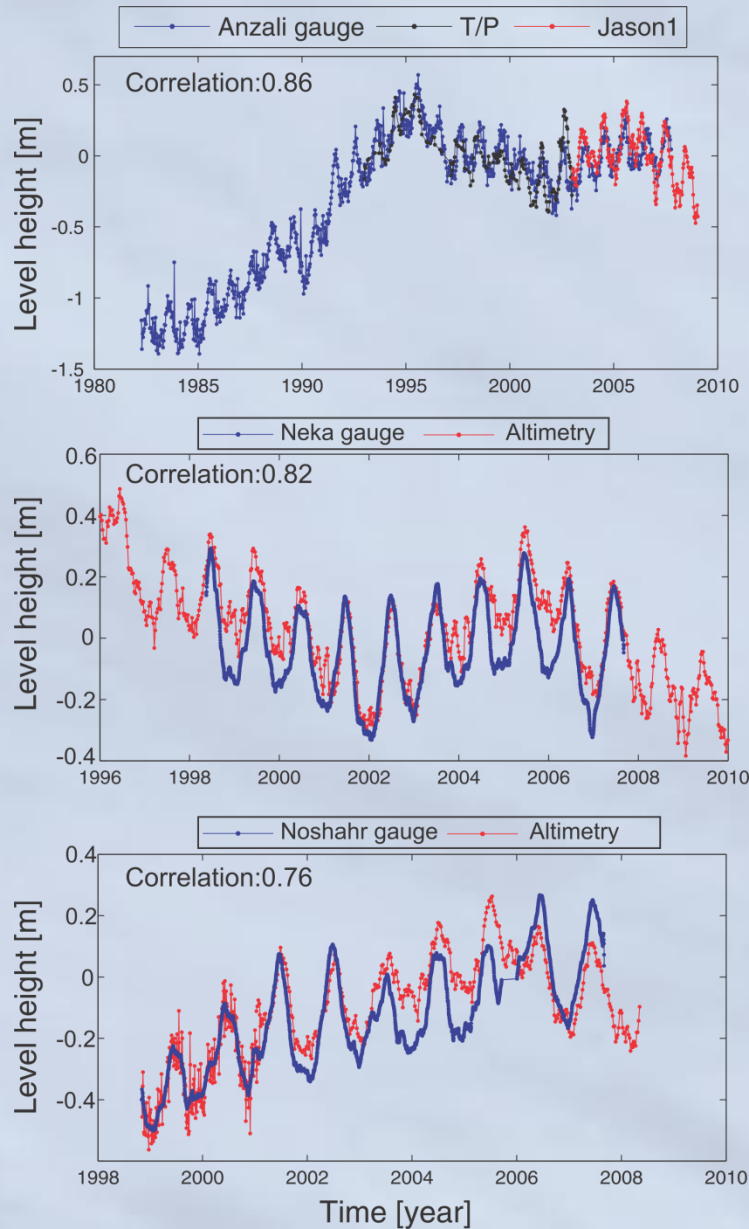 Anzali gauge T/P Jason1
Correlation:0.86
Level height [m]
0.5
0
-0.5
-1
-1.5
1980 1985 1990 1995 2000 2005 2010
Neka gauge Altimetry
Correlation:0.82
Level height [m]
0.6
0.4
0.2
0
-0.2
-0.4
1996 1998 2000 2002 2004 2006 2008 2010
Noshahr gauge Altimetry
Correlation:0.76
Level height [m]
0.4
0.2
0
-0.2
-0.4
-0.6
1998 2000 2002 2004 2006 2008 2010
Time [year]